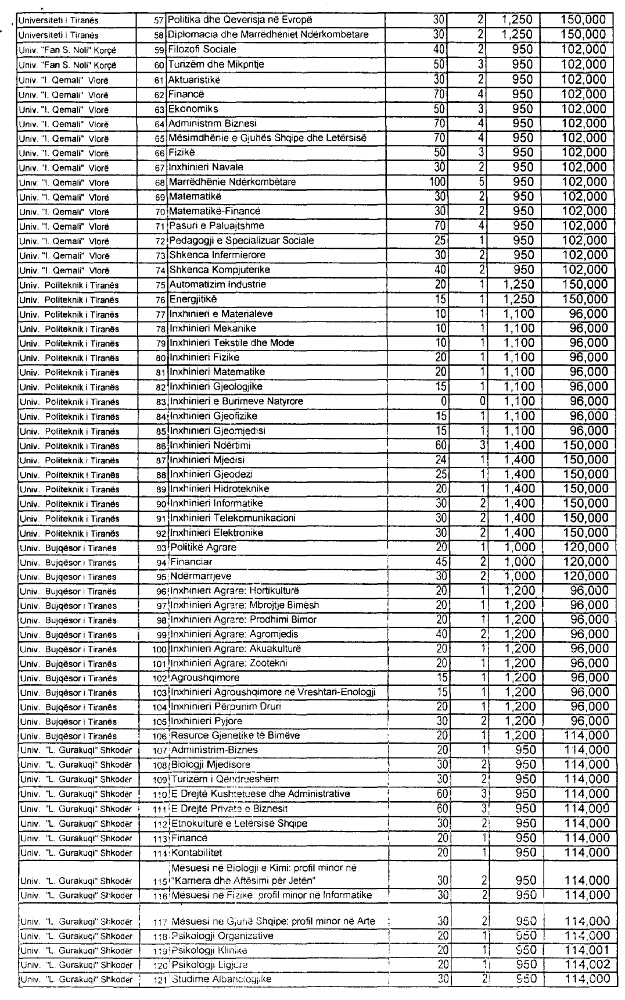 Universiteti i Tiranës 57 Politika dhe Qeverisja në Evropë 30 2 1,250 150,000
Universiteti i Tiranës 58 Diplomacia dhe Marrëdhëniet Ndërkombëtare 30 2 1,250 150,000
Univ. "Fan S. Noli" Korçë 59 Filozofi Sociale 40 2 950 102,000
Univ. "Fan S. Noli" Korçë 60 Turizëm dhe Mikpritje 50 3 950 102,000
Univ. "I. Qemali" Vlorë 61 Aktuaristikë 30 2 950 102,000
Univ. "I. Qemali" Vlorë 62 Financë 70 4 950 102,000
Univ. "I. Qemali" Vlorë 63 Ekonomiks 50 3 950 102,000
Univ. "I. Qemali" Vlorë 64 Administrim Biznesi 70 4 950 102,000
Univ. "I. Qemali" Vlorë 65 Mësimdhënie e Gjuhës Shqipe dhe Letërsisë 70 4 950 102,000
Univ. "I. Qemali" Vlorë 66 Fizikë 50 3 950 102,000
Univ. "I. Qemali" Vlorë 67 Inxhinieri Navale 30 2 950 102,000
Univ. "I. Qemali" Vlorë 68 Marrëdhënie Ndërkombëtare 100 5 950 102,000
Univ. "I. Qemali" Vlorë 69 Matematikë 30 2 950 102,000
Univ. "I. Qemali" Vlorë 70 Matematikë-Financë 30 2 950 102,000
Univ. "I. Qemali" Vlorë 71 Pasuri e Paluajtshme 70 4 950 102,000
Univ. "I. Qemali" Vlorë 72 Pedagogji e Specializuar Sociale 25 1 950 102,000
Univ. "I. Qemali" Vlorë 73 Shkenca Infermierore 30 2 950 102,000
Univ. "I. Qemali" Vlorë 74 Shkenca Kompjuterike 40 2 950 102,000
Univ. Politeknik i Tiranës 75 Automatizim Industrie 20 1 1,250 150,000
Univ. Politeknik i Tiranës 76 Energjitikë 15 1 1,250 150,000
Univ. Politeknik i Tiranës 77 Inxhinieri e Materialeve 10 1 1,100 96,000
Univ. Politeknik i Tiranës 78 Inxhinieri Mekanike 10 1 1,100 96,000
Univ. Politeknik i Tiranës 79 Inxhinieri Tekstile dhe Mode 10 1 1,100 96,000
Univ. Politeknik i Tiranës 80 Inxhinieri Fizike 20 1 1,100 96,000
Univ. Politeknik i Tiranës 81 Inxhinieri Matematike 20 1 1,100 96,000
Univ. Politeknik i Tiranës 82 Inxhinieri Gjeologjike 15 1 1,100 96,000
Univ. Politeknik i Tiranës 83 Inxhinieri e Burimeve Natyrore 0 0 1,100 96,000
Univ. Politeknik i Tiranës 84 Inxhinieri Gjeofizike 15 1 1,100 96,000
Univ. Politeknik i Tiranës 85 Inxhinieri Gjeomjedisi 15 1 1,100 96,000
Univ. Politeknik i Tiranës 86 Inxhinieri Ndërtimi 60 3 1,400 150,000
Univ. Politeknik i Tiranës 87 Inxhinieri Mjedisi 24 1 1,400 150,000
Univ. Politeknik i Tiranës 88 Inxhinieri Gjeodezi 25 1 1,400 150,000
Univ. Politeknik i Tiranës 89 Inxhinieri Hidroteknike 20 1 1,400 150,000
Univ. Politeknik i Tiranës 90 Inxhinieri Informatike 30 2 1,400 150,000
Univ. Politeknik i Tiranës 91 Inxhinieri Telekomunikacioni 30 2 1,400 150,000
Univ. Politeknik i Tiranës 92 Inxhinieri Elektronike 30 2 1,400 150,000
Univ. Bujqësor i Tiranës 93 Politikë Agrare 20 1 1,000 120,000
Univ. Bujqësor i Tiranës 94 Financiar 45 2 1,000 120,000
Univ. Bujqësor i Tiranës 95 Ndërmarrjeve 30 2 1,000 120,000
Univ. Bujqësor i Tiranës 96 Inxhinieri Agrare: Hortikulturë 20 1 1,200 96,000
Univ. Bujqësor i Tiranës 97 Inxhinieri Agrare: Mbrojtje Bimësh 20 1 1,200 96,000
Univ. Bujqësor i Tiranës 98 Inxhinieri Agrare: Prodhimi Bimor 20 1 1,200 96,000
Univ. Bujqësor i Tiranës 99 Inxhinieri Agrare: Agromjedis 40 2 1,200 96,000
Univ. Bujqësor i Tiranës 100 Inxhinieri Agrare: Akuakulturë 20 1 1,200 96,000
Univ. Bujqësor i Tiranës 101 Inxhinieri Agrare: Zootekni 20 1 1,200 96,000
Univ. Bujqësor i Tiranës 102 Agroushqimore 15 1 1,200 96,000
Univ. Bujqësor i Tiranës 103 Inxhinieri Agroushqimore në Vreshtari-Enologji 15 1 1,200 96,000
Univ. Bujqësor i Tiranës 104 Inxhinieri Përpunim Druri 20 1 1,200 96,000
Univ. Bujqësor i Tiranës 105 Inxhinieri Pyjore 30 2 1,200 96,000
Univ. Bujqësor i Tiranës 106 Resurce Gjenetike të Bimëve 20 1 1,200 114,000
Univ. "L. Gurakuqi" Shkodër 107 Administrim-Biznes 20 1 950 114,000
Univ. "L. Gurakuqi" Shkodër 108 Biologji Mjedisore 30 2 950 114,000
Univ. "L. Gurakuqi" Shkodër 109 Turizëm i Qëndrueshëm 30 2 950 114,000
Univ. "L. Gurakuqi" Shkodër 110 E Drejtë Kushtetuese dhe Administrative 60 3 950 114,000
Univ. "L. Gurakuqi" Shkodër 111 E Drejtë Private e Biznesit 60 3 950 114,000
Univ. "L. Gurakuqi" Shkodër 112 Etnokulturë e Letërsisë Shqipe 30 2 950 114,000
Univ. "L. Gurakuqi" Shkodër 113 Financë 20 1 950 114,000
Univ. "L. Gurakuqi" Shkodër 114 Kontabilitet 20 1 950 114,000
Mësuesi në Biologji e Kimi: profil minor në
Univ. "L. Gurakuqi" Shkodër 115 "Karriera dhe Aftësimi për Jetën" 30 2 950 114,000
Univ. "L. Gurakuqi" Shkodër 116 Mësuesi në Fizikë: profil minor në Informatike 30 2 950 114,000
Univ. "L. Gurakuqi" Shkodër 117 Mësuesi në Gjuhë Shqipe: profil minor në Arte 30 2 950 114,000
Univ. "L. Gurakuqi" Shkodër 118 Psikologji Organizative 20 1 950 114,000
Univ. "L. Gurakuqi" Shkodër 119 Psikologji Klinike 20 1 950 114,001
Univ. "L. Gurakuqi" Shkodër 120 Psikologji Ligjore 20 1 950 114,002
Univ. "L. Gurakuqi" Shkodër 121 Studime Albanologjike 30 2 950 114,000